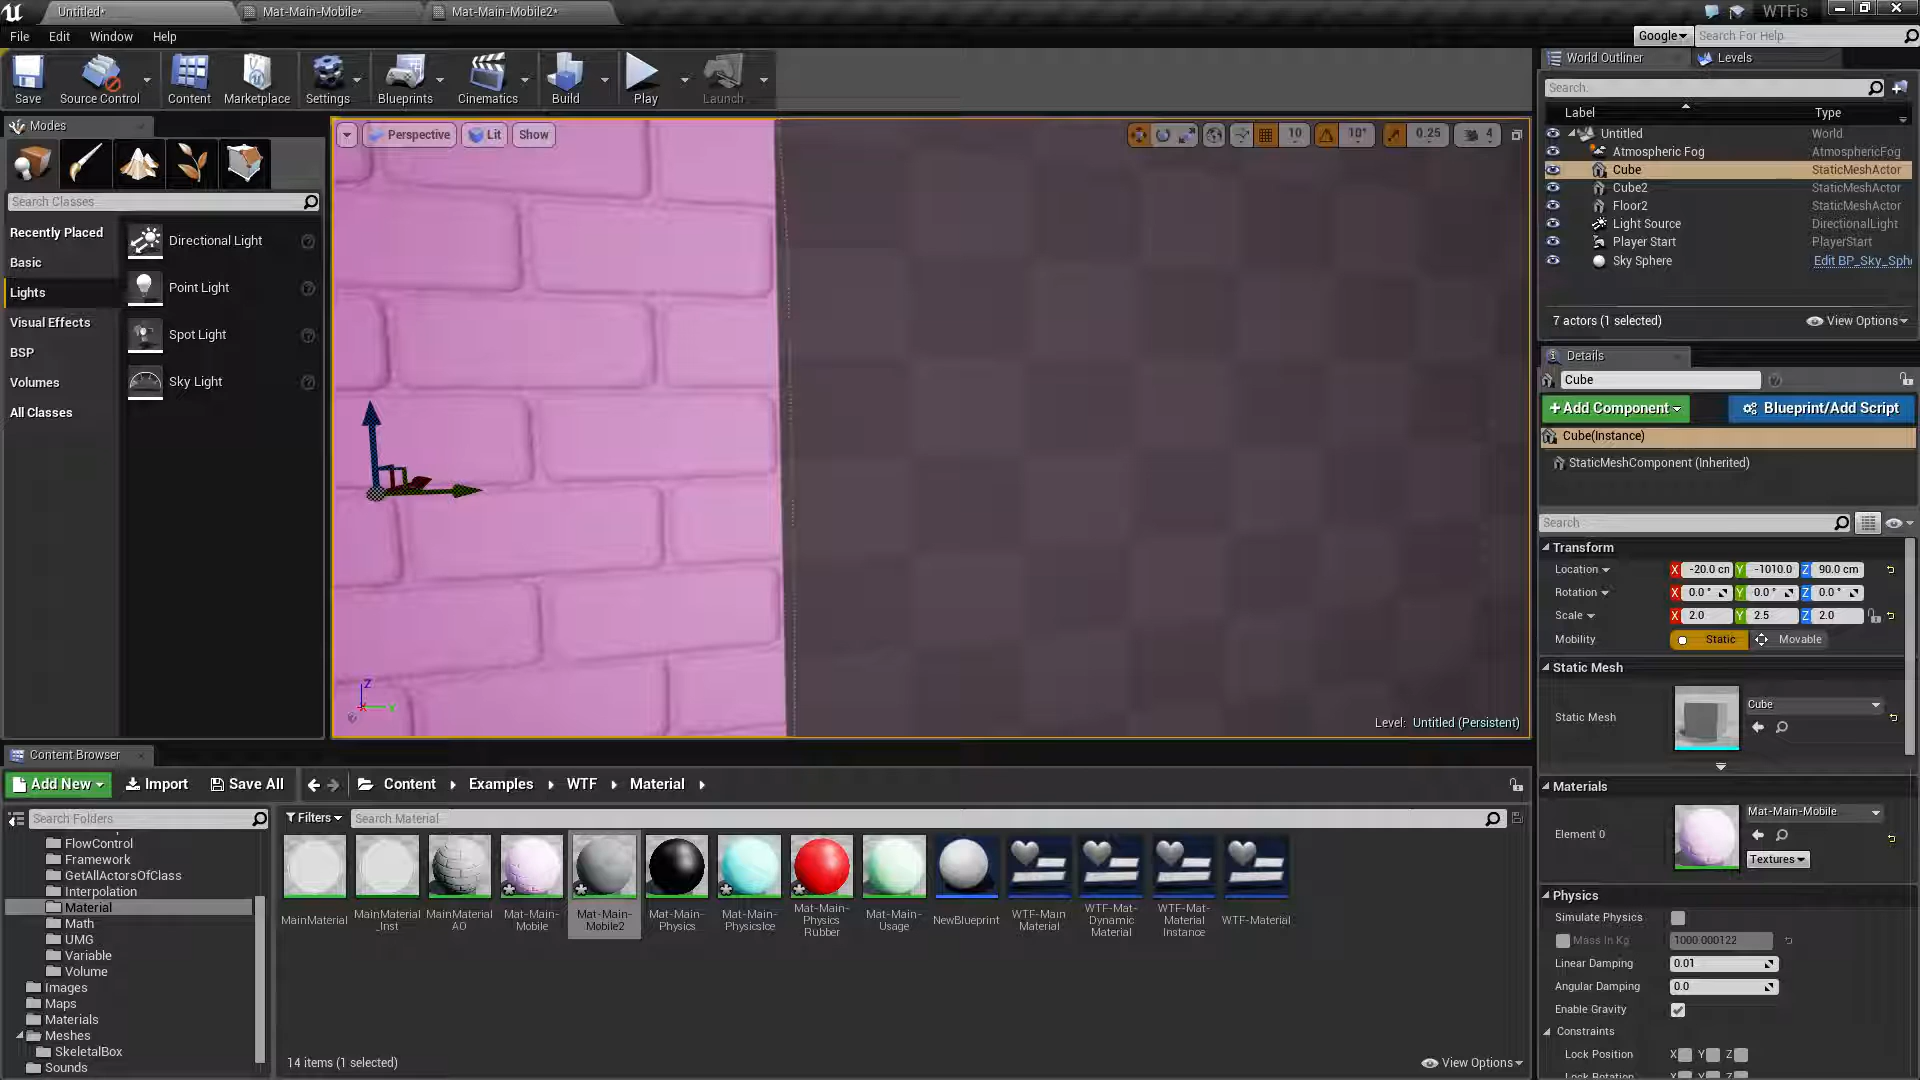 Untitled*
Mat-Main-Mobile*
Mat-Main-Mobile2*
WTFis
File
Edit
Window
Help
Google
Search For Help
Save
Source Control
Content
Marketplace
Settings
Blueprints
Cinematics
Build
Play
Launch
Modes
Search Classes
Recently Placed
Basic
Lights
Visual Effects
BSP
Volumes
All Classes
Directional Light
Point Light
Spot Light
Sky Light
Perspective
Lit
Show
10
10°
0.25
4
Z
Level: Untitled (Persistent)
World Outliner
Levels
Search.
Label
Type
Untitled
World
Atmospheric Fog
AtmosphericFog
Cube
StaticMeshActor
Cube2
StaticMeshActor
Floor2
StaticMeshActor
Light Source
DirectionalLight
Player Start
PlayerStart
Sky Sphere
Edit BP_Sky_Sph
7 actors (1 selected)
View Options
Details
Cube
+Add Component
Blueprint/Add Script
Cube(Instance)
StaticMeshComponent (Inherited)
Search
Transform
Location X -20.0 cm Y -1010.0 Z 90.0 cm
Rotation X 0.0 ° Y 0.0 ° Z 0.0 °
Scale X 2.0 Y 2.5 Z 2.0
Mobility Static Movable
Static Mesh
Static Mesh
Cube
Materials
Element 0
Mat-Main-Mobile
Textures
Physics
Simulate Physics
Mass In Kg 1000.000122
Linear Damping 0.01
Angular Damping 0.0
Enable Gravity
Constraints
Lock Position X Y Z
Lock Rotation
Content Browser
Add New
Import
Save All
Content
Examples
WTF
Material
Search Folders
Filters
Search Material
FlowControl
Framework
GetAllActorsOfClass
Interpolation
Material
Math
UMG
Variable
Volume
Images
Maps
Materials
Meshes
SkeletalBox
Sounds
MainMaterial
MainMaterial
_Inst
MainMaterial
AO
Mat-Main-
Mobile
Mat-Main-
Mobile2
Mat-Main-
Physics
Mat-Main-
PhysicsIce
Mat-Main-
Physics
Rubber
Mat-Main-
Usage
NewBlueprint
WTF-Main
Material
WTF-Mat-
Dynamic
Material
WTF-Mat-
Material
Instance
WTF-Material
14 items (1 selected)
View Options